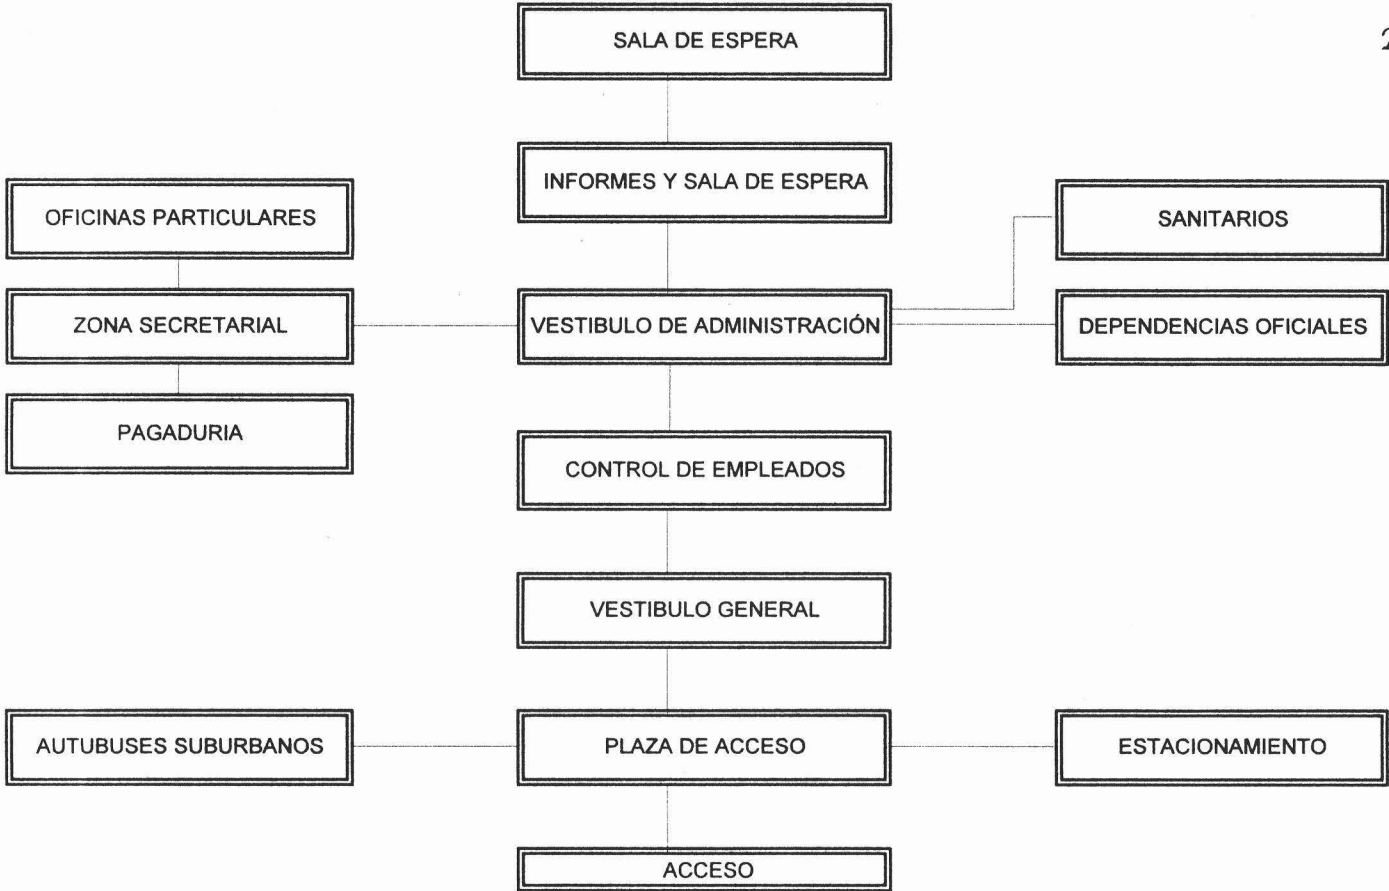 SALA DE ESPERA
2
INFORMES Y SALA DE ESPERA
OFICINAS PARTICULARES
SANITARIOS
ZONA SECRETARIAL
VESTIBULO DE ADMINISTRACIÓN
DEPENDENCIAS OFICIALES
PAGADURIA
CONTROL DE EMPLEADOS
VESTIBULO GENERAL
AUTUBUSES SUBURBANOS
PLAZA DE ACCESO
ESTACIONAMIENTO
ACCESO